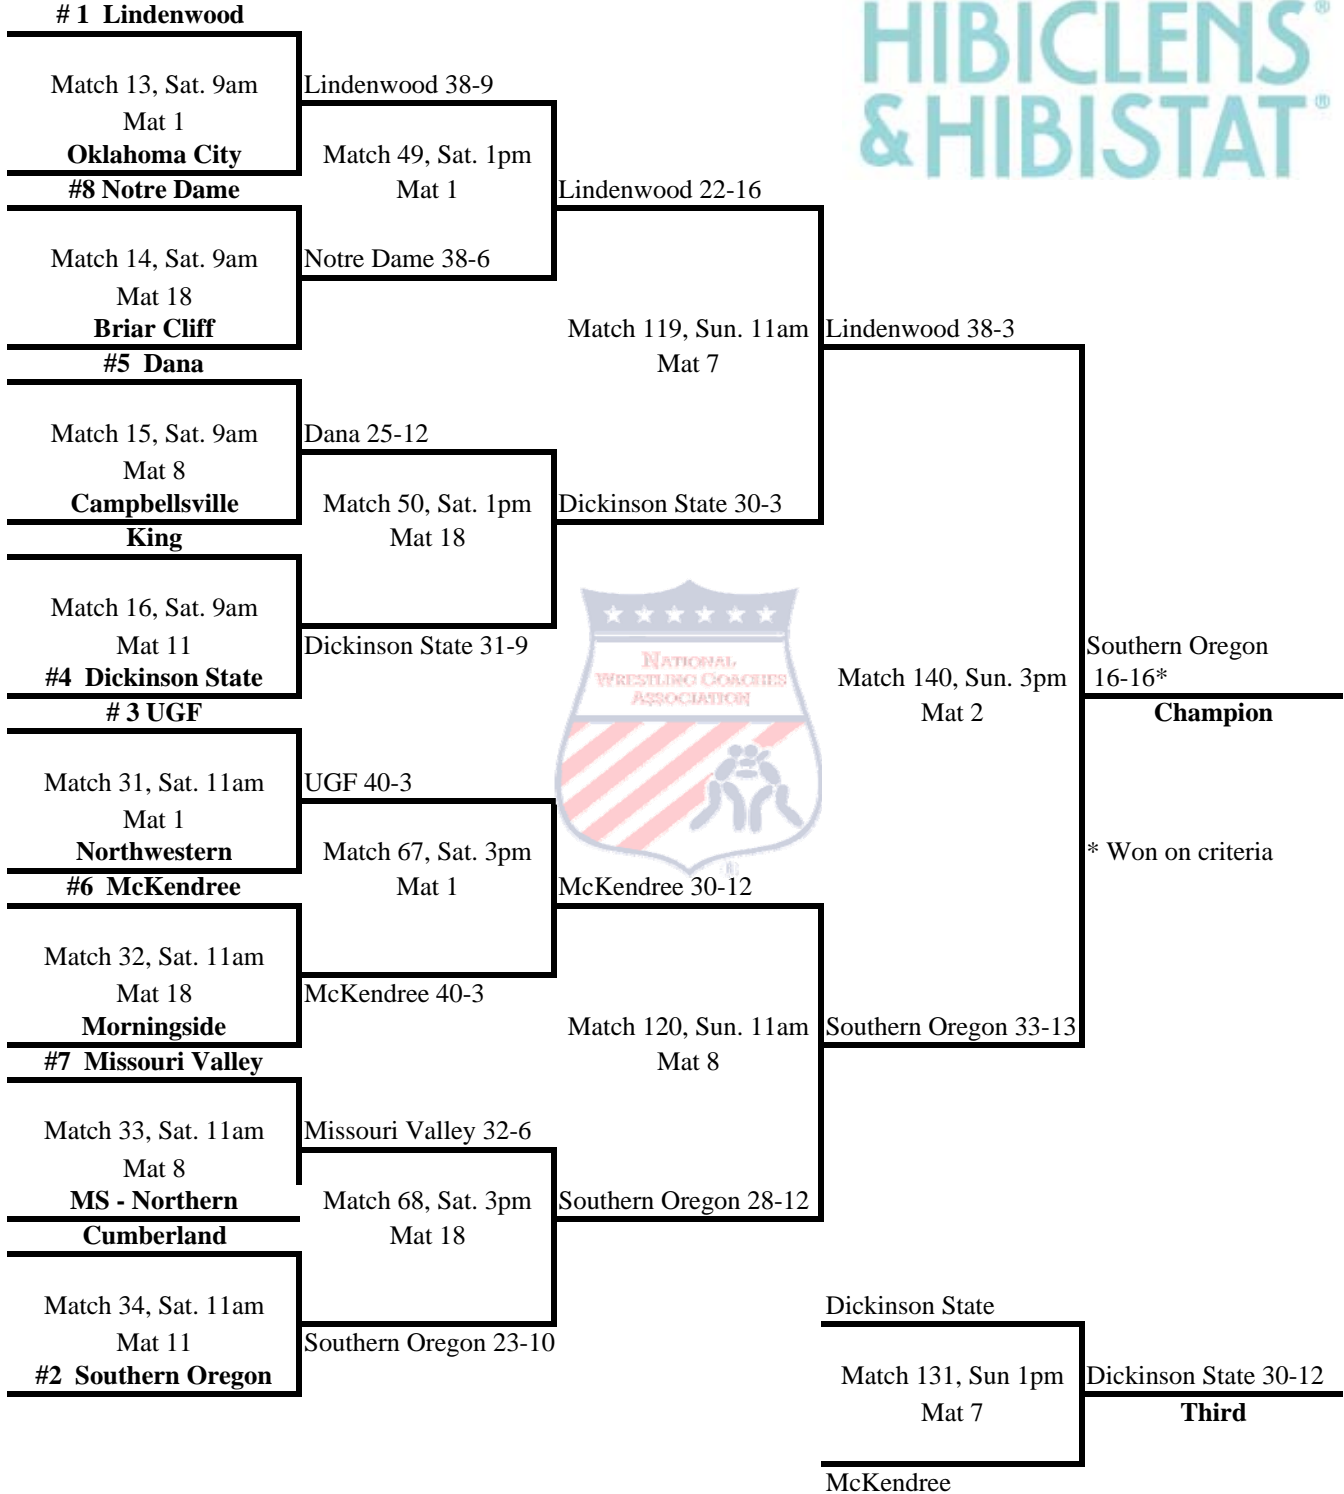 # 1 Lindenwood
HIBICLENS®
& HIBISTAT®
Match 13, Sat. 9am
Mat 1
Oklahoma City
Lindenwood 38-9
#8 Notre Dame
Match 49, Sat. 1pm
Mat 1
Lindenwood 22-16
Match 14, Sat. 9am
Mat 18
Briar Cliff
Notre Dame 38-6
#5 Dana
Match 119, Sun. 11am
Mat 7
Lindenwood 38-3
Match 15, Sat. 9am
Mat 8
Campbellsville
Dana 25-12
King
Match 50, Sat. 1pm
Mat 18
Dickinson State 30-3
Match 16, Sat. 9am
Mat 11
#4 Dickinson State
Dickinson State 31-9
NATIONAL
WRESTLING COACHES
ASSOCIATION
®
Match 140, Sun. 3pm
Mat 2
Southern Oregon
16-16*
Champion
# 3 UGF
Match 31, Sat. 11am
Mat 1
Northwestern
UGF 40-3
* Won on criteria
#6 McKendree
Match 67, Sat. 3pm
Mat 1
McKendree 30-12
Match 32, Sat. 11am
Mat 18
Morningside
McKendree 40-3
Match 120, Sun. 11am
Mat 8
Southern Oregon 33-13
#7 Missouri Valley
Match 33, Sat. 11am
Mat 8
MS - Northern
Missouri Valley 32-6
Cumberland
Match 68, Sat. 3pm
Mat 18
Southern Oregon 28-12
Match 34, Sat. 11am
Mat 11
#2 Southern Oregon
Southern Oregon 23-10
Dickinson State
Match 131, Sun 1pm
Mat 7
Dickinson State 30-12
Third
McKendree